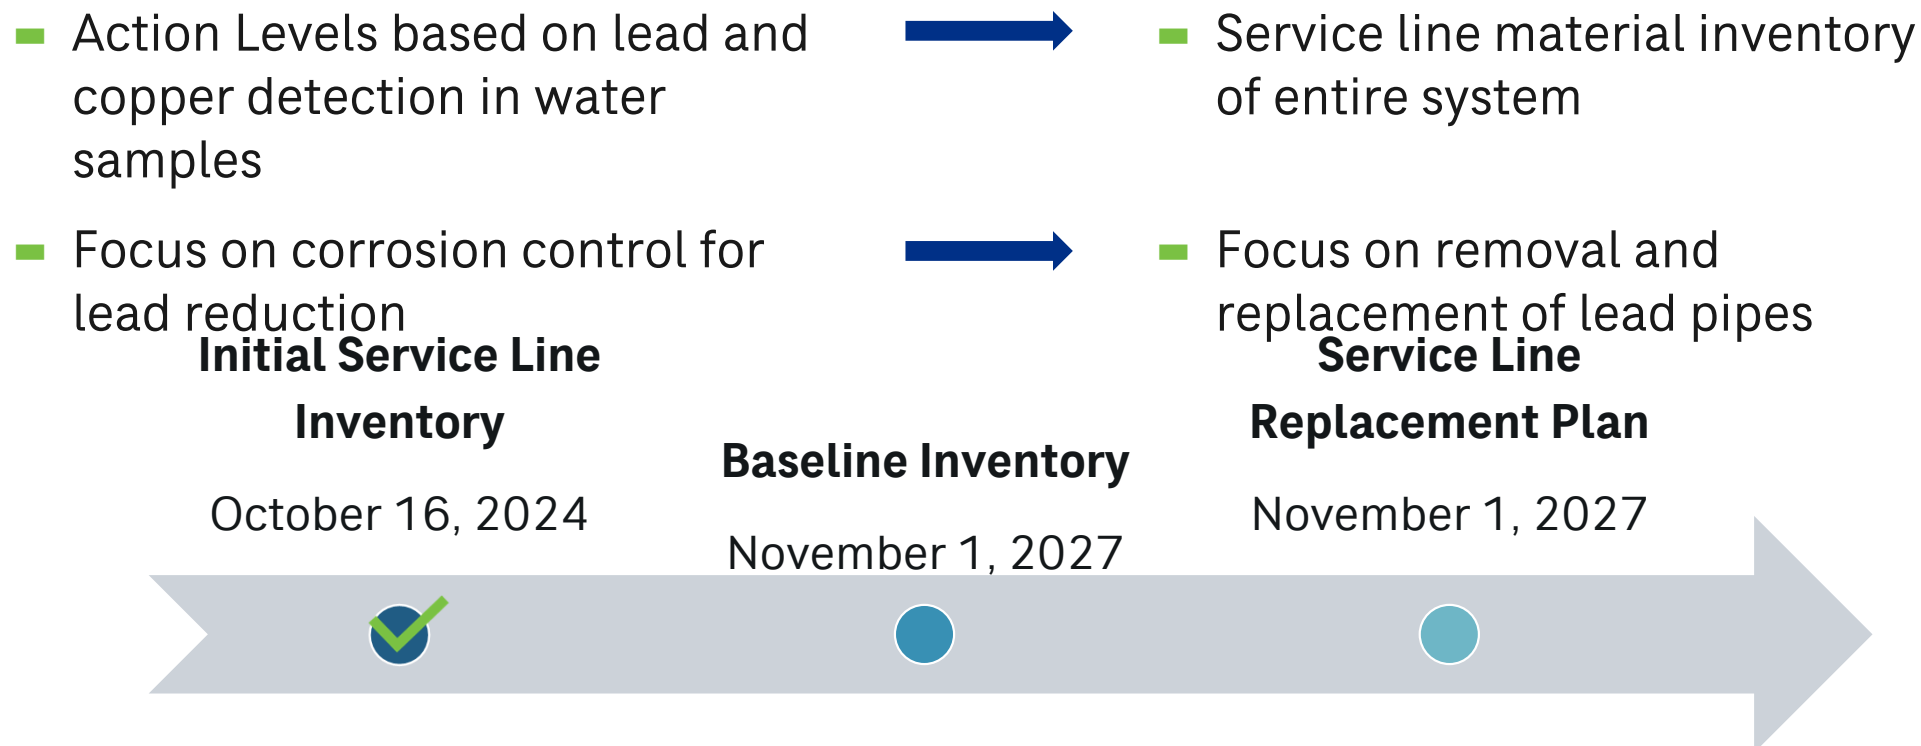 Action Levels based on lead and
copper detection in water
samples
Service line material inventory
of entire system
Focus on corrosion control for
lead reduction
Focus on removal and
replacement of lead pipes
Initial Service Line
Inventory
October 16, 2024
Baseline Inventory
November 1, 2027
Service Line
Replacement Plan
November 1, 2027